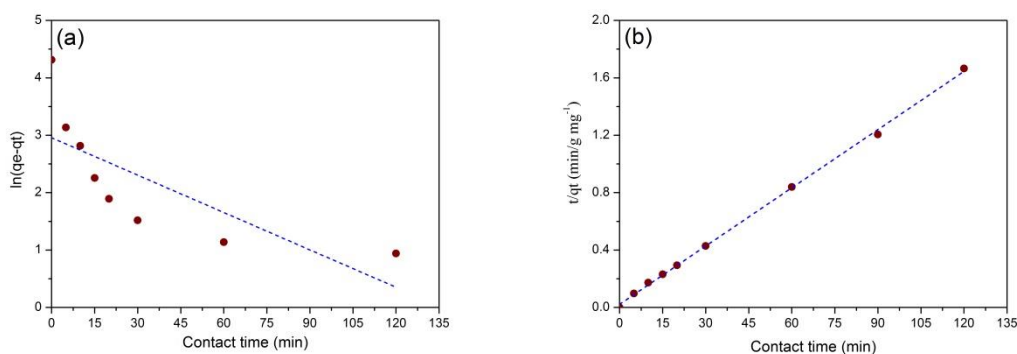 (a)
ln(qe-qt)
5
4
3
2
1
0
0 15 30 45 60 75 90 105 120 135
Contact time (min)
(b)
t/qt (min/g mg⁻¹)
2.0
1.6
1.2
0.8
0.4
0.0
0 15 30 45 60 75 90 105 120 135
Contact time (min)